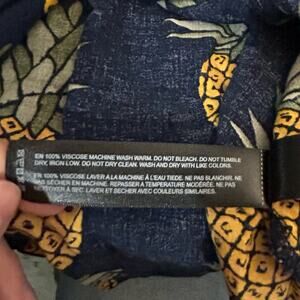 EN 100% VISCOSE MACHINE WASH WARM. DO NOT BLEACH. DO NOT TUMBLE
DRY. IRON LOW. DO NOT DRY CLEAN. WASH AND DRY WITH LIKE COLORS.
FR 100% VISCOSE LAVER A LA MACHINE À L'EAU TIEDE. NE PAS BLANCHIR. NE
PAS SÉCHER EN MACHINE. REPASSER A TEMPERATURE MODÉRÉE. NE PAS
NETTOYER À SEC. LAVER ET SÉCHER AVEC COULEURS SIMILAIRES.